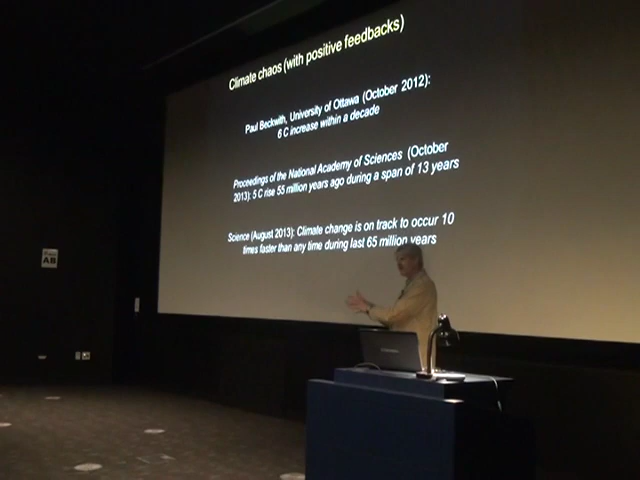 Climate chaos (with positive feedbacks)
Paul Beckwith, University of Ottawa (October 2012):
6 C increase within a decade
Proceedings of the National Academy of Sciences (October
2013): 5 C rise 55 million years ago during a span of 13 years
Science (August 2013): Climate change is on track to occur 10
times faster than any time during last 65 million years
AB